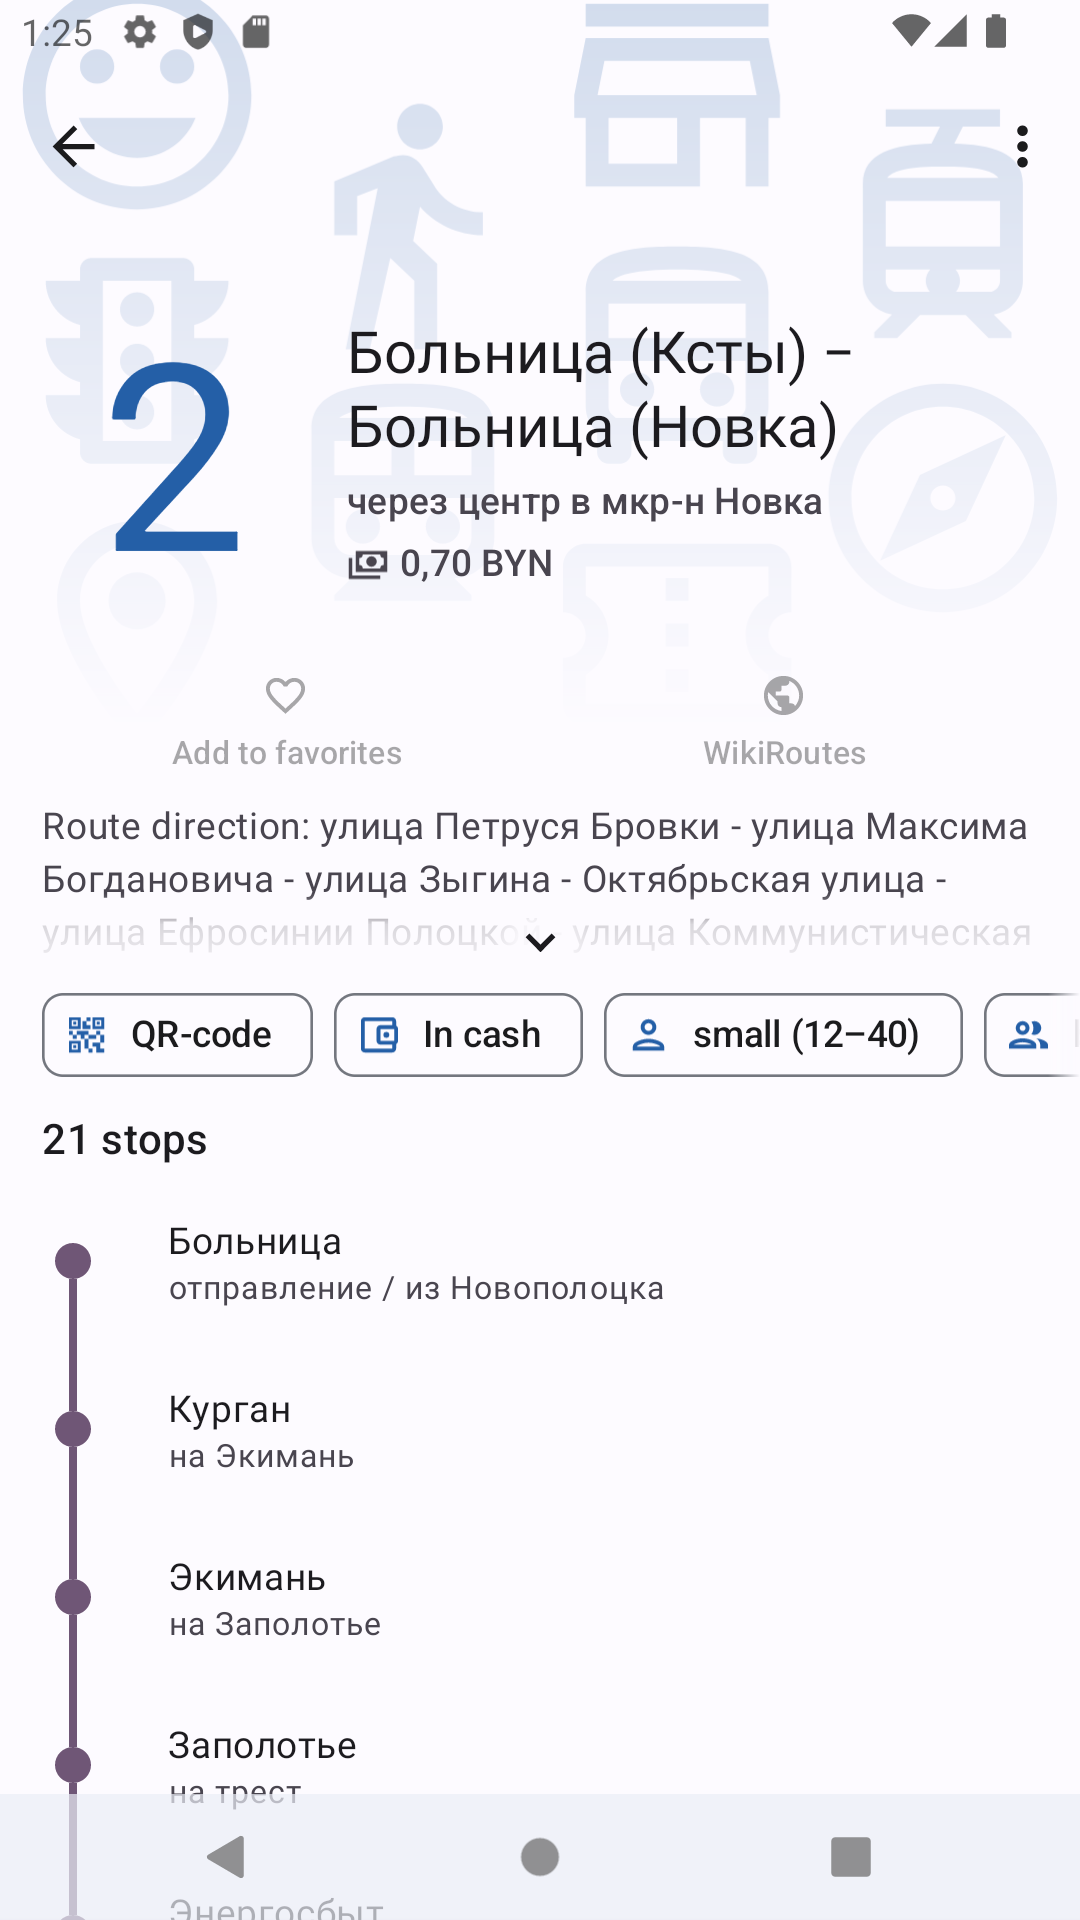 1:25
2
Больница (Ксты) –
Больница (Новка)
через центр в мкр-н Новка
0,70 BYN
Add to favorites
WikiRoutes
Route direction: улица Петруся Бровки - улица Максима
Богдановича - улица Зыгина - Октябрьская улица -
улица Ефросинии Полоцкой - улица Коммунистическая
QR-code
In cash
small (12–40)
21 stops
Больница
отправление / из Новополоцка
Курган
на Экимань
Экимань
на Заполотье
Заполотье
на трест
Энергосбыт